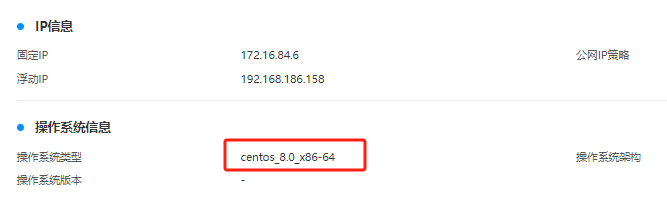 IP信息
固定IP 172.16.84.6 公网IP策略
浮动IP 192.168.186.158
操作系统信息
操作系统类型 centos_8.0_x86-64 操作系统架构
操作系统版本 -